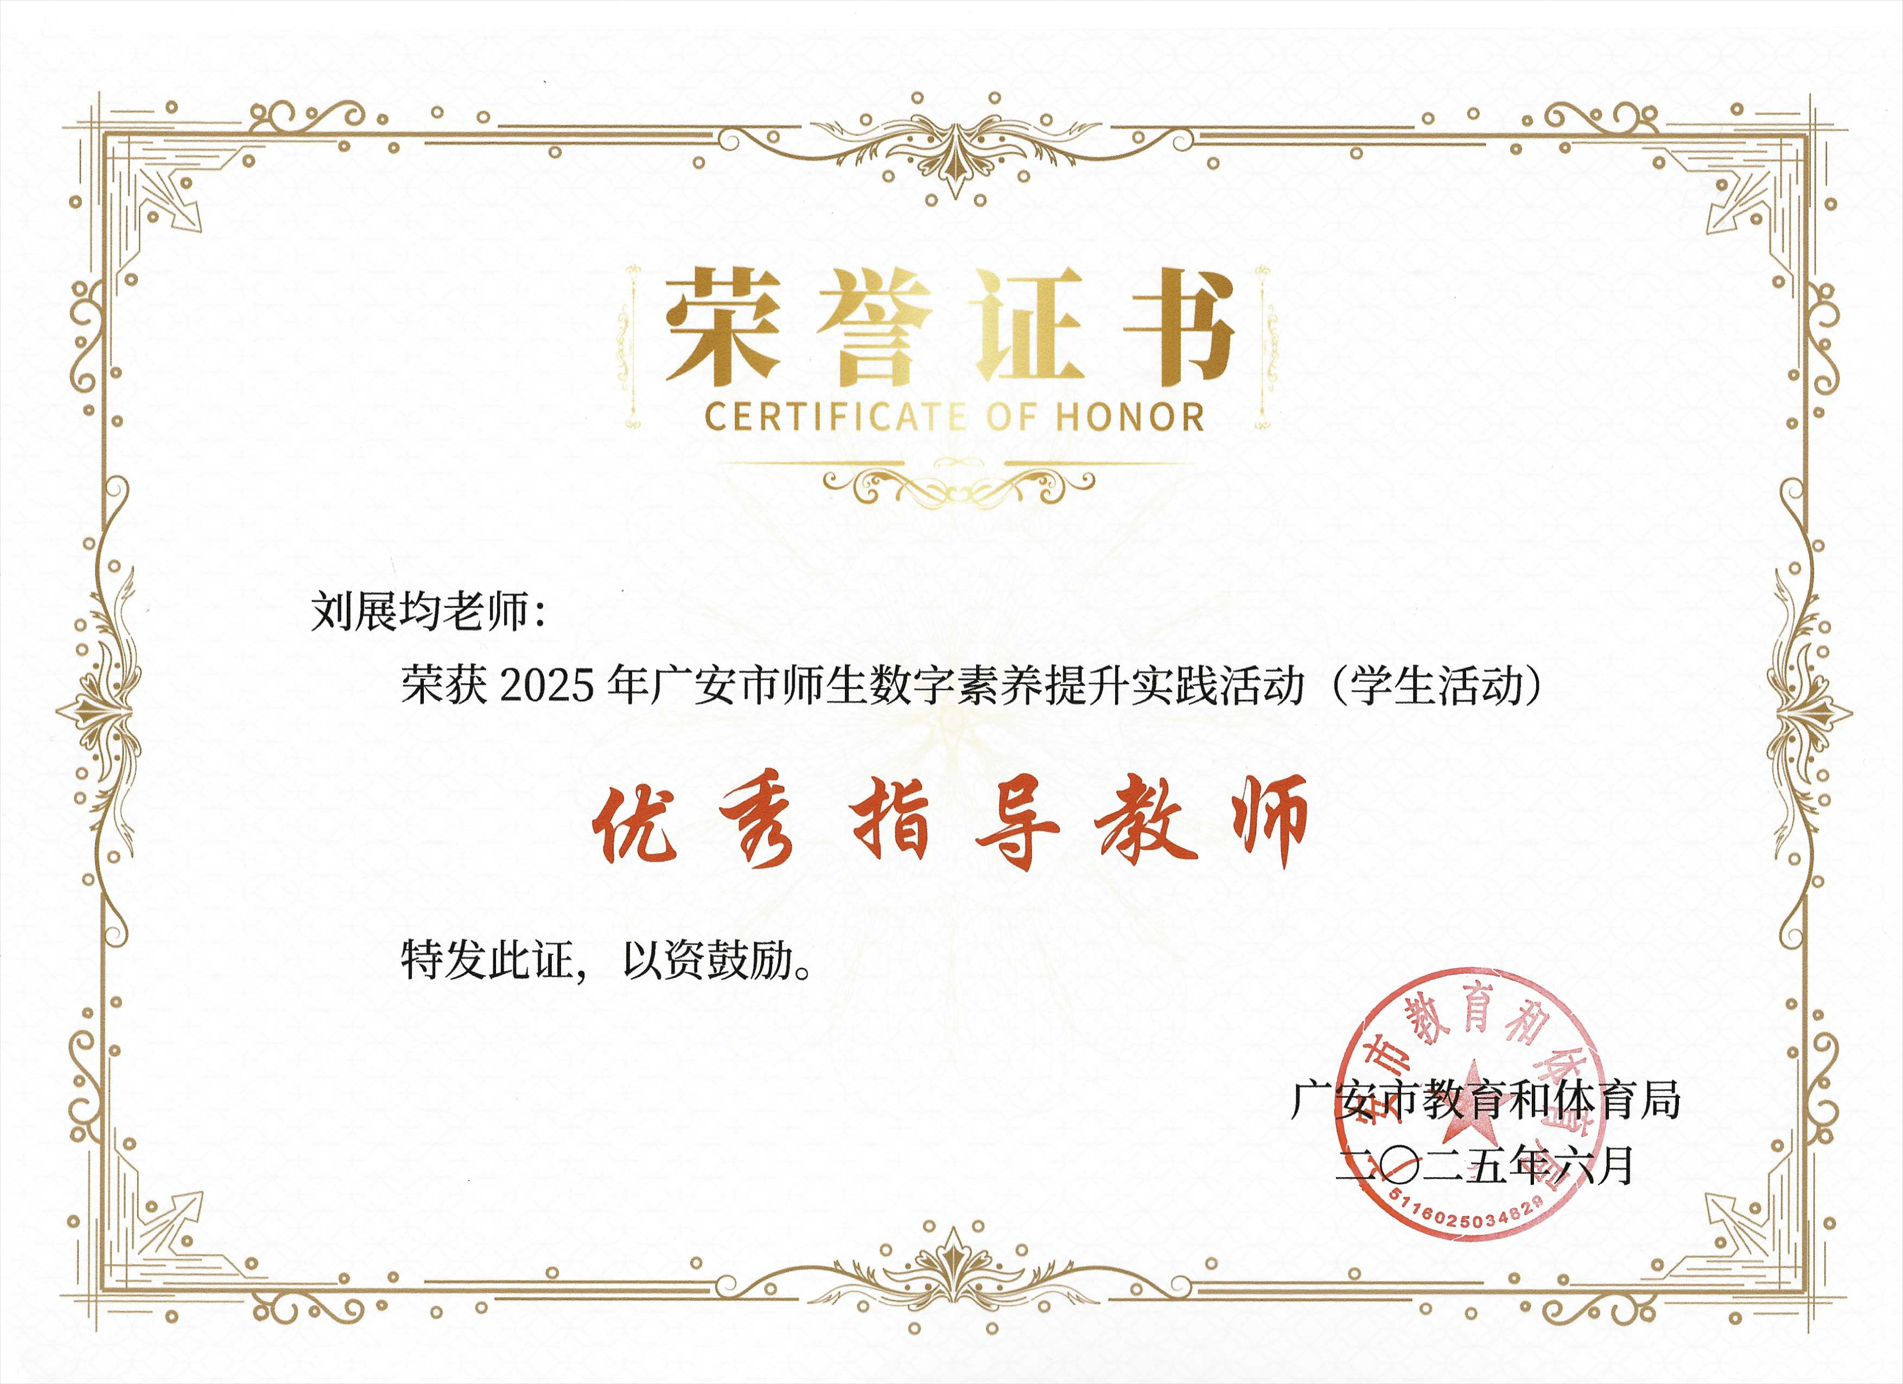 荣誉证书
CERTIFICATE OF HONOR
刘展均老师：
荣获 2025 年广安市师生数字素养提升实践活动（学生活动）
优秀指导教师
特发此证，以资鼓励。
广安市教育和体育局
二〇二五年六月
广安市教育和体育局
5116025034829